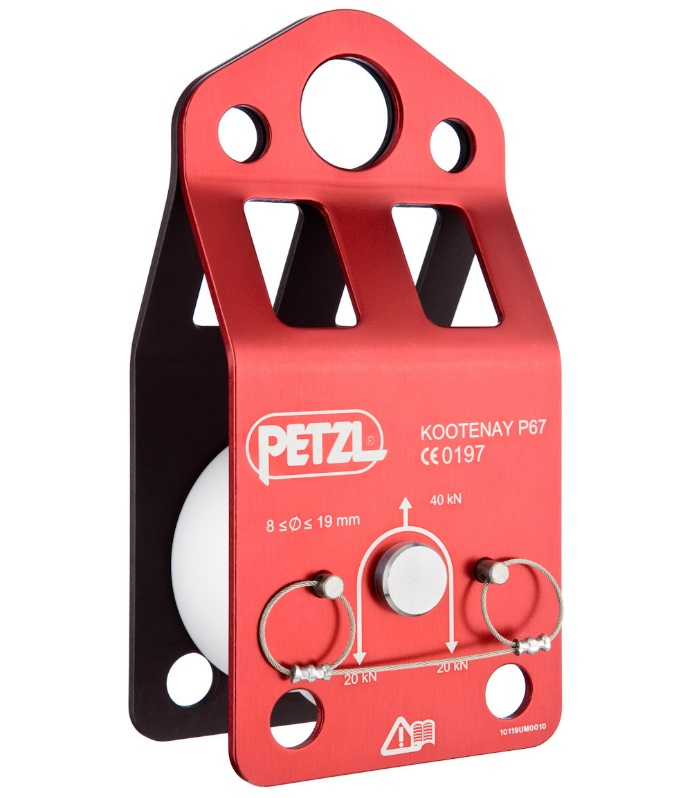 PETZL®
KOOTENAY P67
CE 0197
40 kN
8 ≤ Ø ≤ 19 mm
20 kN
20 kN
10119UM0010